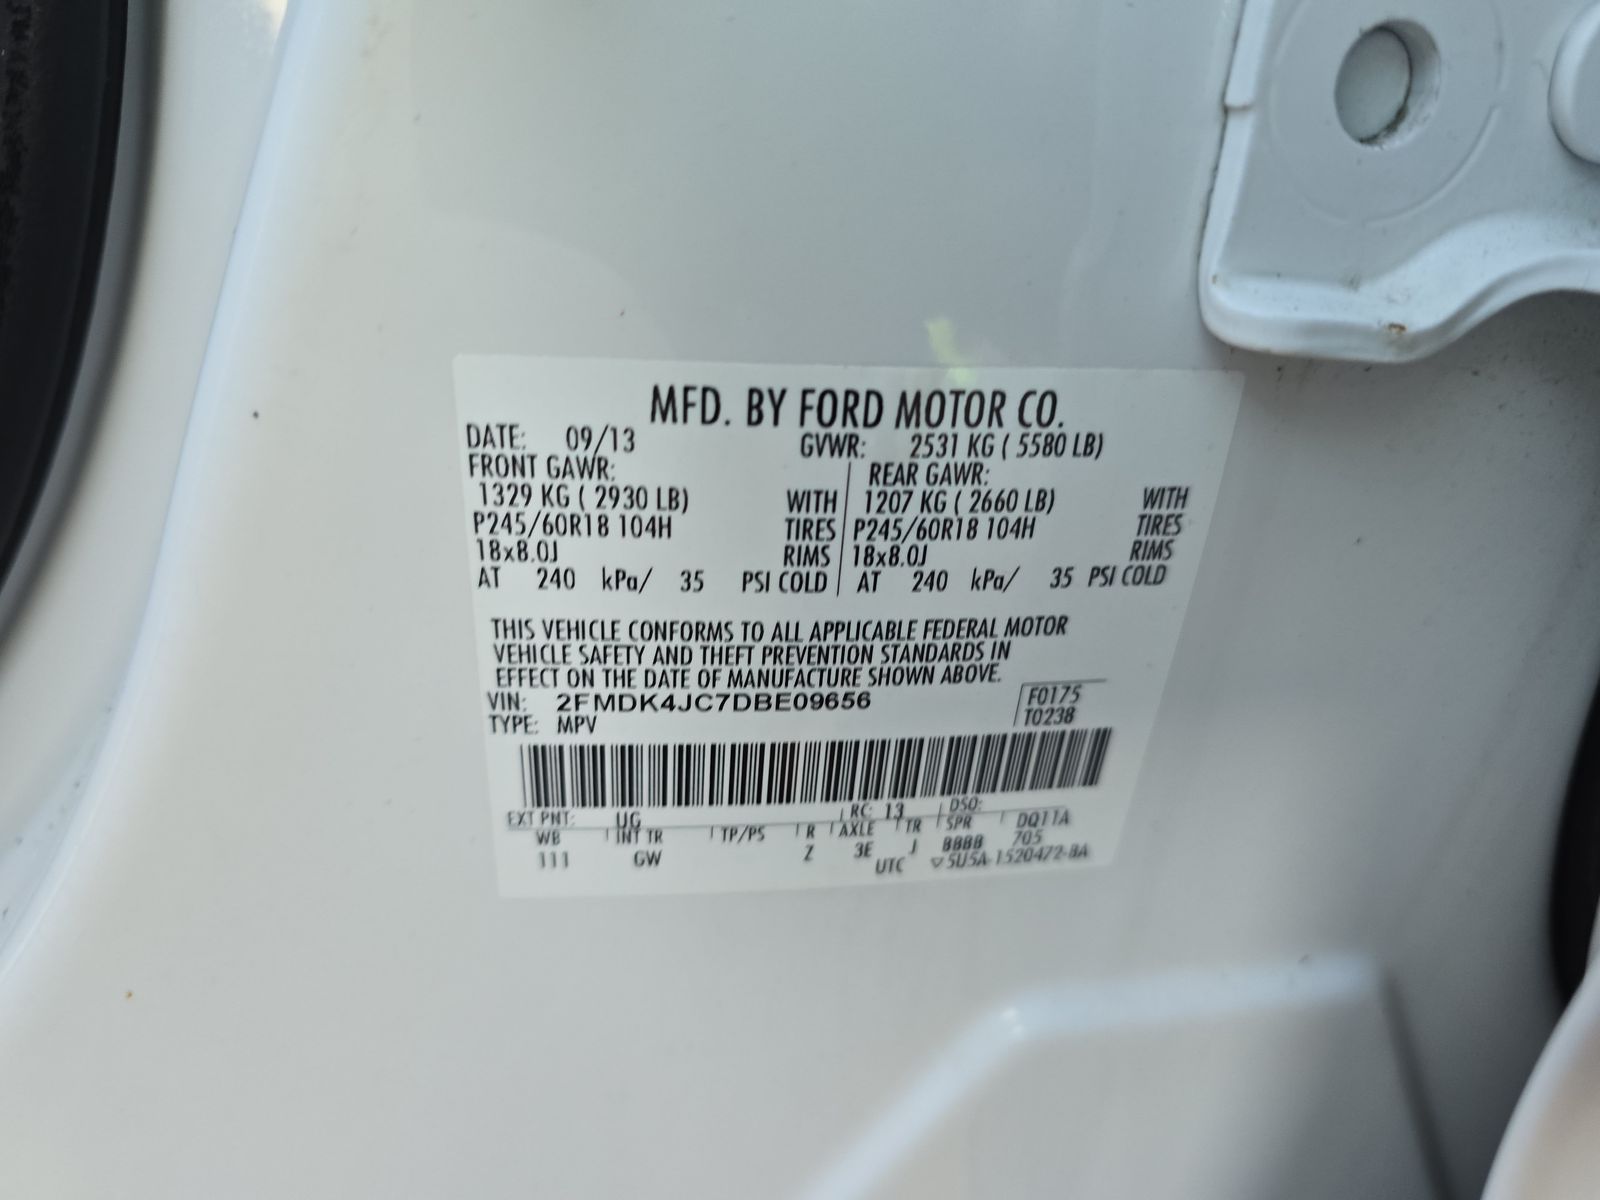 MFD. BY FORD MOTOR CO.
DATE: 09/13 GVWR: 2531 KG ( 5580 LB)
FRONT GAWR: REAR GAWR:
1329 KG ( 2930 LB) WITH 1207 KG ( 2660 LB) WITH
P245/60R18 104H TIRES P245/60R18 104H TIRES
18x8.0J RIMS 18x8.0J RIMS
AT 240 kPa/ 35 PSI COLD AT 240 kPa/ 35 PSI COLD
THIS VEHICLE CONFORMS TO ALL APPLICABLE FEDERAL MOTOR
VEHICLE SAFETY AND THEFT PREVENTION STANDARDS IN
EFFECT ON THE DATE OF MANUFACTURE SHOWN ABOVE.
VIN: 2FMDK4JC7DBE09656 F0175
TYPE: MPV T0238
EXT PNT: UG RC: 13 DSO:
WB INT TR TP/PS R AXLE TR SPR DQ11A
111 GW Z 3E J BBBB 705
UTC ▽5U5A-1520472-BA